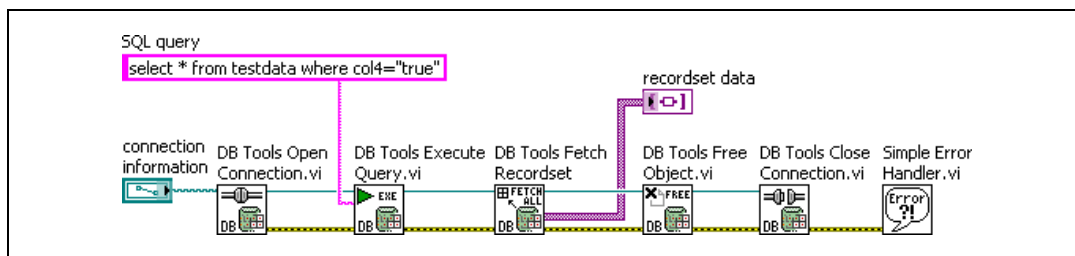 SQL query
select * from testdata where col4="true"
recordset data
connection
information
DB Tools Open
Connection.vi
DB Tools Execute
Query.vi
DB Tools Fetch
Recordset
DB Tools Free
Object.vi
DB Tools Close
Connection.vi
Simple Error
Handler.vi
DB
EXE
DB
FETCH
ALL
DB
FREE
DB
DB
Error
?!